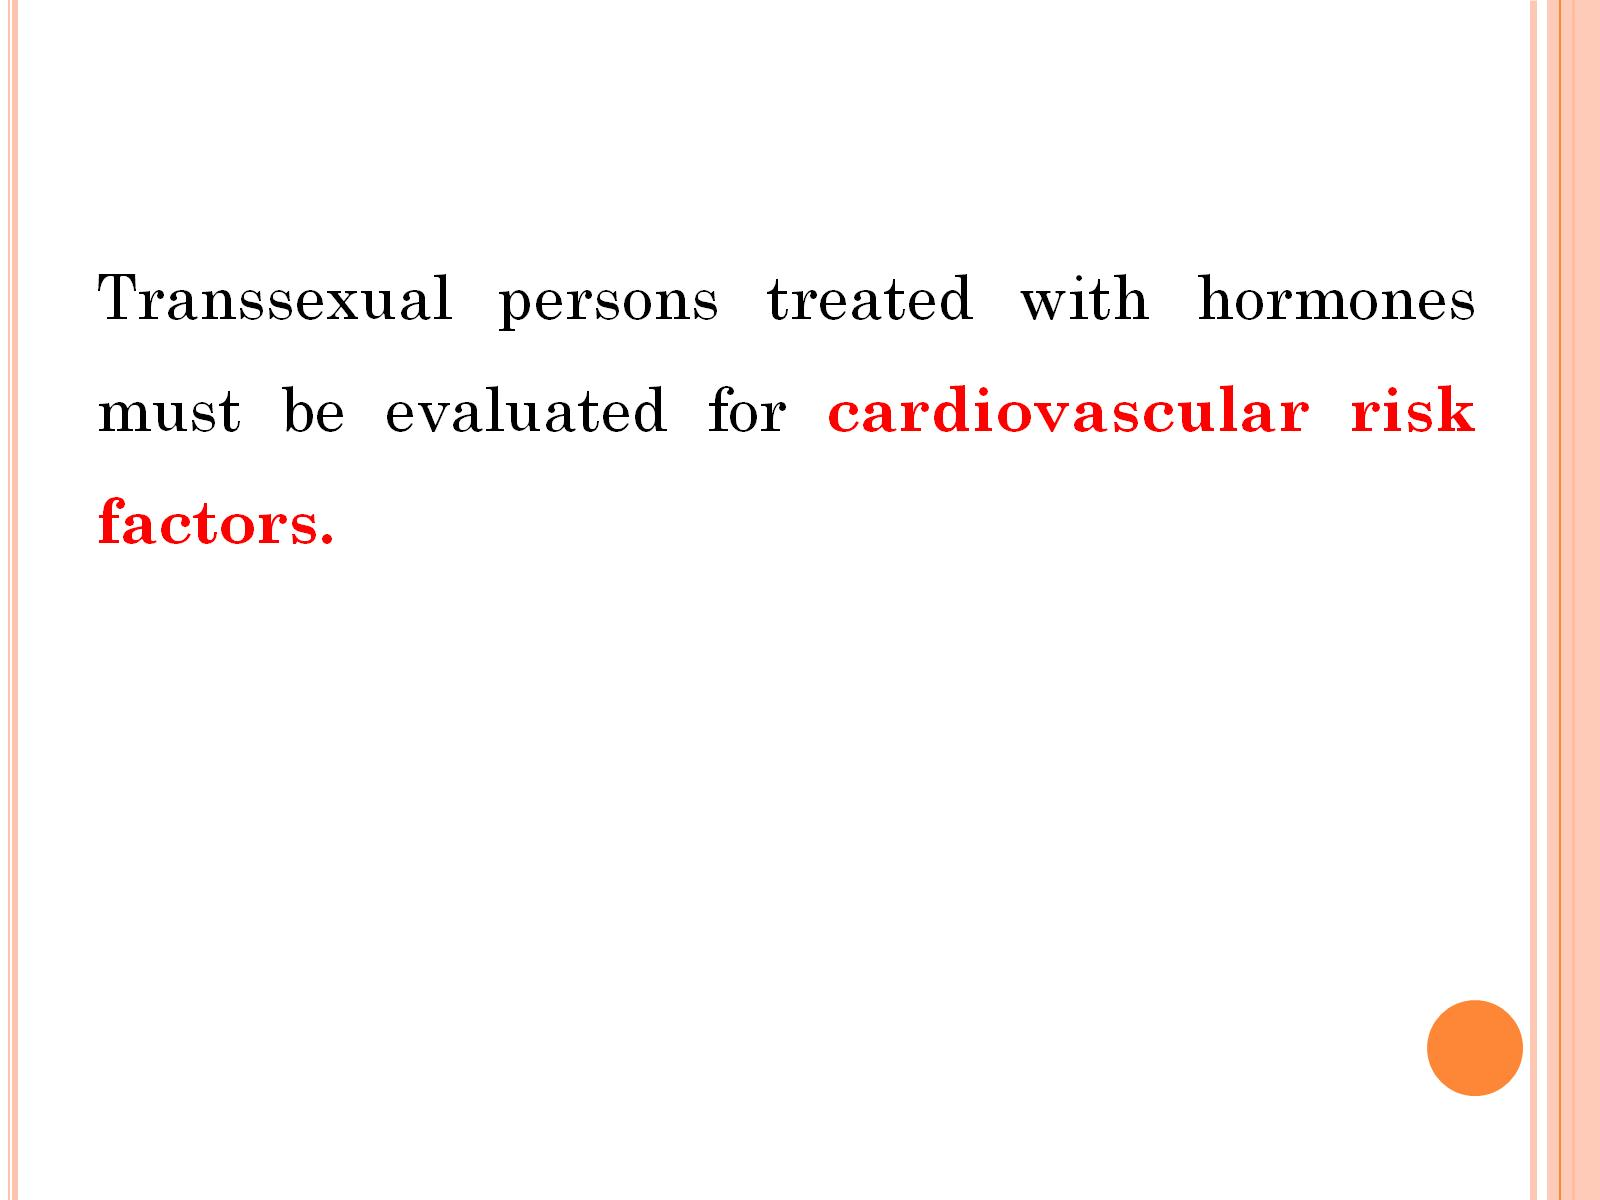 Transsexual persons treated with hormones
must be evaluated for cardiovascular risk
factors.